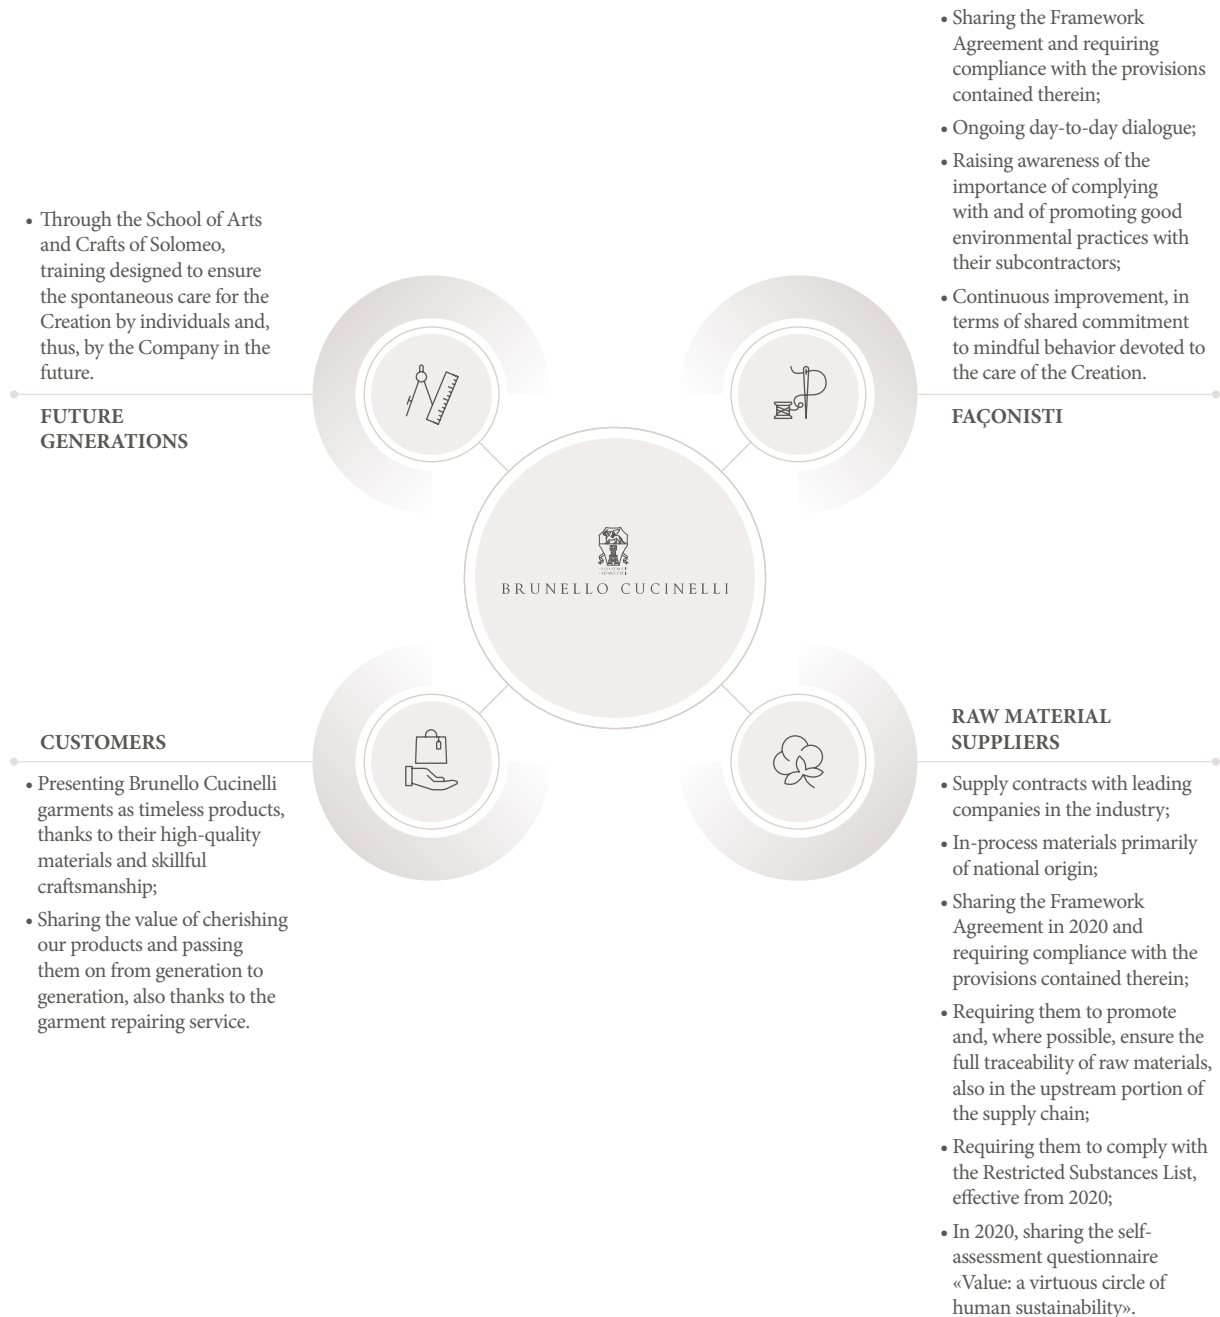 • Through the School of Arts
and Crafts of Solomeo,
training designed to ensure
the spontaneous care for the
Creation by individuals and,
thus, by the Company in the
future.
FUTURE
GENERATIONS
• Sharing the Framework
Agreement and requiring
compliance with the provisions
contained therein;
• Ongoing day-to-day dialogue;
• Raising awareness of the
importance of complying
with and of promoting good
environmental practices with
their subcontractors;
• Continuous improvement, in
terms of shared commitment
to mindful behavior devoted to
the care of the Creation.
FAÇONISTI
BRUNELLO CUCINELLI
CUSTOMERS
• Presenting Brunello Cucinelli
garments as timeless products,
thanks to their high-quality
materials and skillful
craftsmanship;
• Sharing the value of cherishing
our products and passing
them on from generation to
generation, also thanks to the
garment repairing service.
RAW MATERIAL
SUPPLIERS
• Supply contracts with leading
companies in the industry;
• In-process materials primarily
of national origin;
• Sharing the Framework
Agreement in 2020 and
requiring compliance with the
provisions contained therein;
• Requiring them to promote
and, where possible, ensure the
full traceability of raw materials,
also in the upstream portion of
the supply chain;
• Requiring them to comply with
the Restricted Substances List,
effective from 2020;
• In 2020, sharing the self-
assessment questionnaire
«Value: a virtuous circle of
human sustainability».